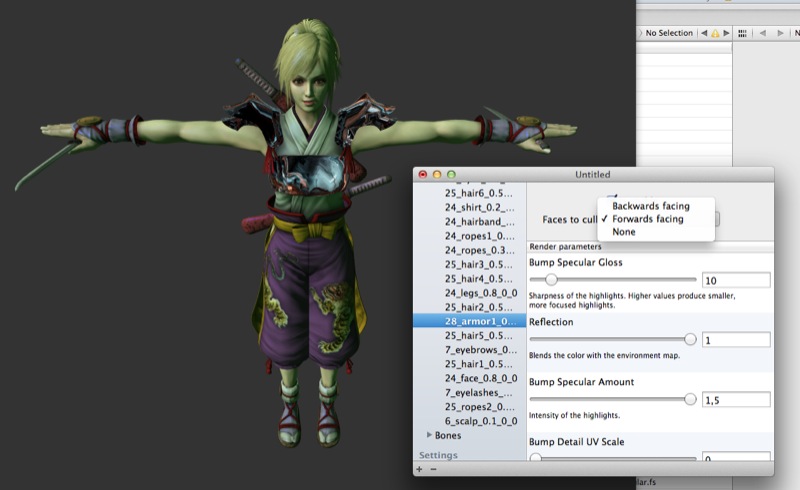 No Selection
Untitled
25_hair6_0.5...
24_shirt_0.2_...
24_hairband_...
24_ropes1_0...
24_ropes_0.3...
25_hair3_0.5...
25_hair4_0.5...
24_legs_0.8_0_0
25_hair2_0.5...
28_armor1_0...
25_hair5_0.5...
7_eyebrows_0...
25_hair1_0.5...
24_face_0.8_0_0
7_eyelashes_...
25_ropes2_0....
6_scalp_0.1_0_0
Bones
Settings
Faces to cull
Backwards facing
✓ Forwards facing
None
Render parameters
Bump Specular Gloss
10
Sharpness of the highlights. Higher values produce smaller,
more focused highlights.
Reflection
1
Blends the color with the environment map.
Bump Specular Amount
1,5
Intensity of the highlights.
Bump Detail UV Scale
0
lar.fs